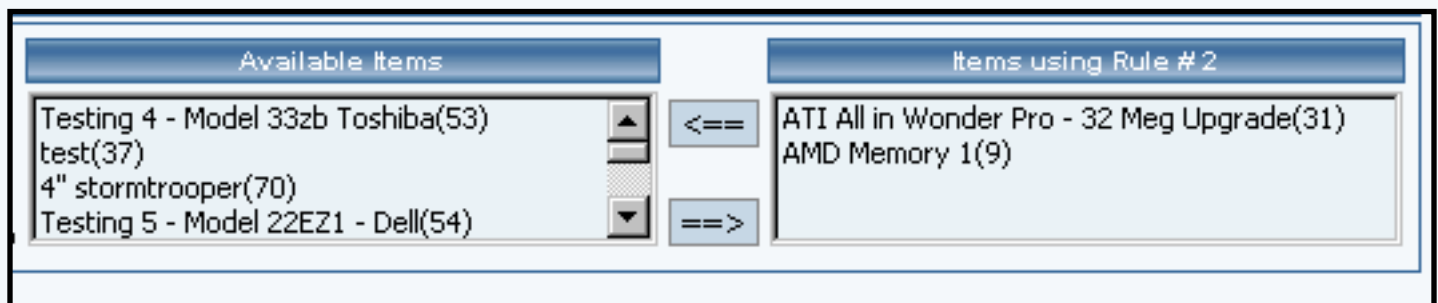 Available Items
Items using Rule # 2
Testing 4 - Model 33zb Toshiba(53)
test(37)
4" stormtrooper(70)
Testing 5 - Model 22EZ1 - Dell(54)
<==
==>
ATI All in Wonder Pro - 32 Meg Upgrade(31)
AMD Memory 1(9)